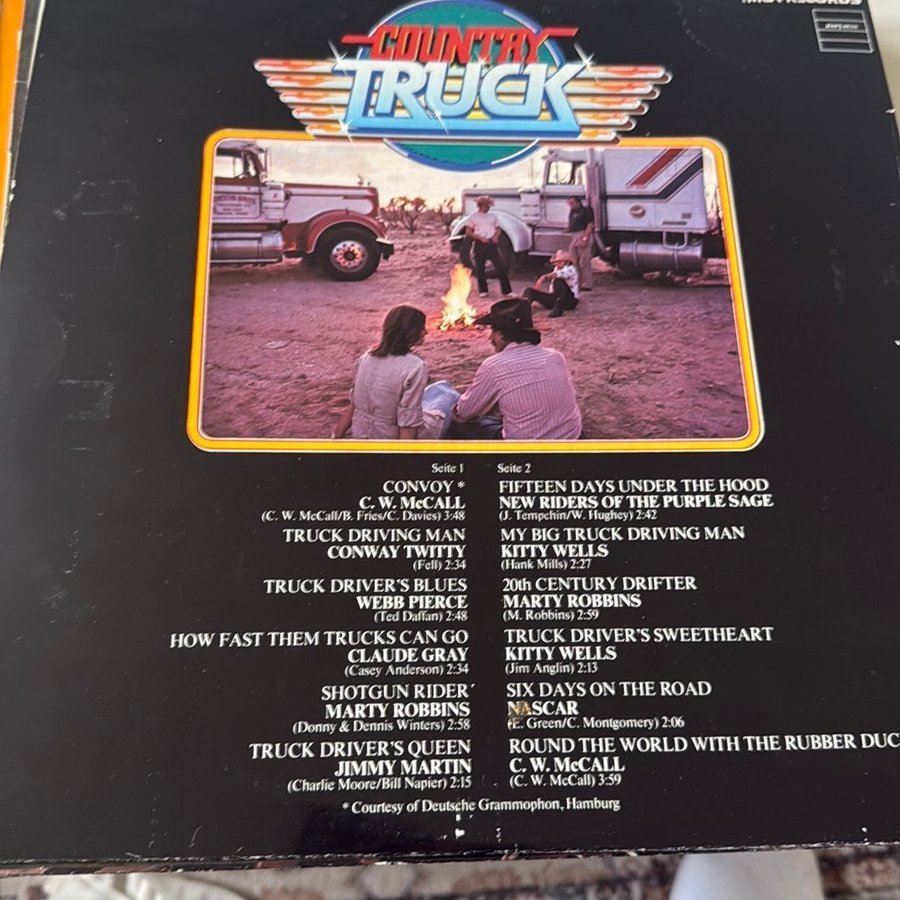 COUNTRY
TRUCK
Seite 1
CONVOY *
C. W. McCALL
(C. W. McCall/B. Fries/C. Davies) 3:48
TRUCK DRIVING MAN
CONWAY TWITTY
(Fell) 2:34
TRUCK DRIVER'S BLUES
WEBB PIERCE
(Ted Daffan) 2:48
HOW FAST THEM TRUCKS CAN GO
CLAUDE GRAY
(Casey Anderson) 2:34
SHOTGUN RIDER
MARTY ROBBINS
(Donny & Dennis Winters) 2:58
TRUCK DRIVER'S QUEEN
JIMMY MARTIN
(Charlie Moore/Bill Napier) 2:15
Seite 2
FIFTEEN DAYS UNDER THE HOOD
NEW RIDERS OF THE PURPLE SAGE
(J. Tempchin/W. Hughey) 2:42
MY BIG TRUCK DRIVING MAN
KITTY WELLS
(Hank Mills) 2:27
20th CENTURY DRIFTER
MARTY ROBBINS
(M. Robbins) 2:59
TRUCK DRIVER'S SWEETHEART
KITTY WELLS
(Jim Anglin) 2:13
SIX DAYS ON THE ROAD
NASCAR
(E. Green/C. Montgomery) 2:06
ROUND THE WORLD WITH THE RUBBER DUC
C. W. McCALL
(C. W. McCall) 3:59
* Courtesy of Deutsche Grammophon, Hamburg